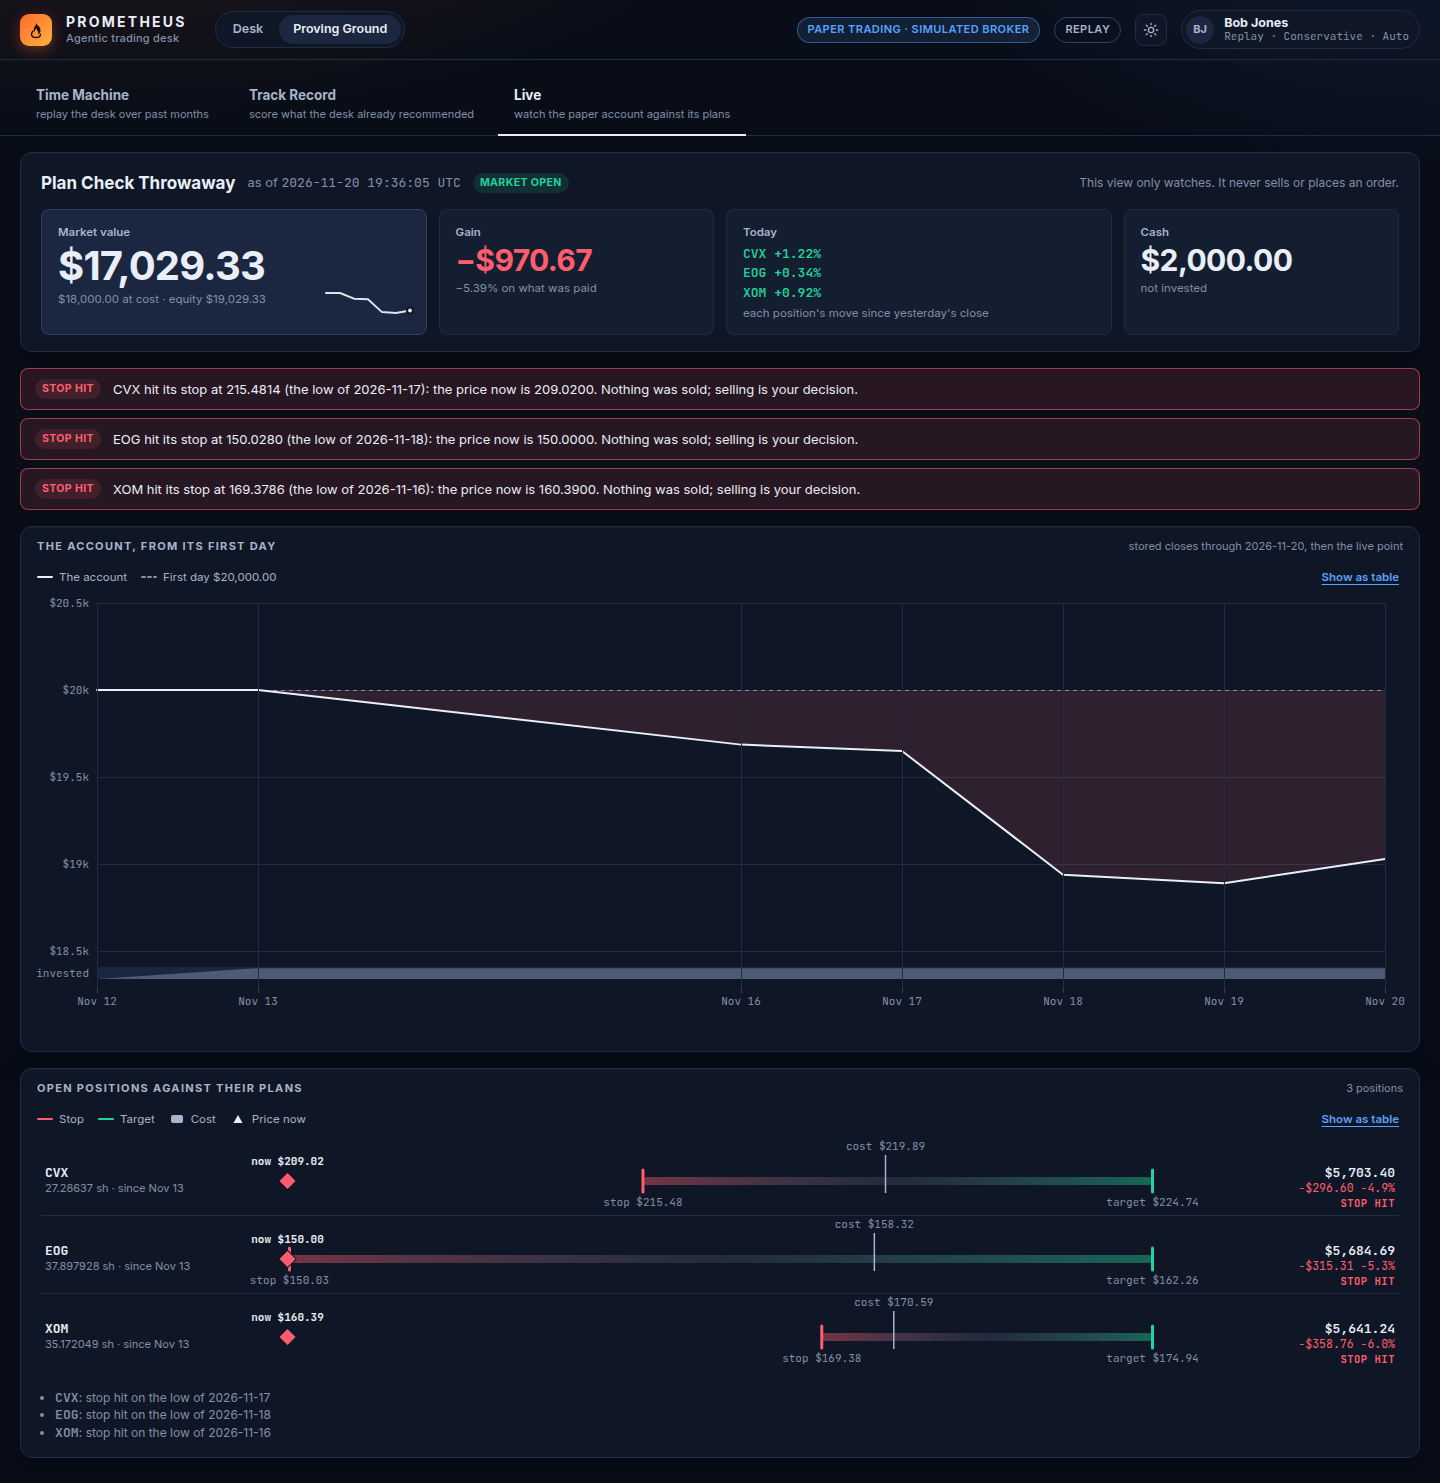 PROMETHEUS
Agentic trading desk
Desk
Proving Ground
PAPER TRADING · SIMULATED BROKER
REPLAY
BJ
Bob Jones
Replay · Conservative · Auto
Time Machine
replay the desk over past months
Track Record
score what the desk already recommended
Live
watch the paper account against its plans
Plan Check Throwaway as of 2026-11-20 19:36:05 UTC MARKET OPEN
This view only watches. It never sells or places an order.
Market value
$17,029.33
$18,000.00 at cost · equity $19,029.33
Gain
−$970.67
−5.39% on what was paid
Today
CVX +1.22%
EOG +0.34%
XOM +0.92%
each position's move since yesterday's close
Cash
$2,000.00
not invested
STOP HIT CVX hit its stop at 215.4814 (the low of 2026-11-17): the price now is 209.0200. Nothing was sold; selling is your decision.
STOP HIT EOG hit its stop at 150.0280 (the low of 2026-11-18): the price now is 150.0000. Nothing was sold; selling is your decision.
STOP HIT XOM hit its stop at 169.3786 (the low of 2026-11-16): the price now is 160.3900. Nothing was sold; selling is your decision.
THE ACCOUNT, FROM ITS FIRST DAY
stored closes through 2026-11-20, then the live point
The account
First day $20,000.00
Show as table
$20.5k
$20k
$19.5k
$19k
$18.5k
invested
Nov 12
Nov 13
Nov 16
Nov 17
Nov 18
Nov 19
Nov 20
OPEN POSITIONS AGAINST THEIR PLANS
3 positions
Stop
Target
Cost
Price now
Show as table
CVX
27.28637 sh · since Nov 13
now $209.02
stop $215.48
cost $219.89
target $224.74
$5,703.40
-$296.60 -4.9%
STOP HIT
EOG
37.897928 sh · since Nov 13
now $150.00
stop $150.03
cost $158.32
target $162.26
$5,684.69
-$315.31 -5.3%
STOP HIT
XOM
35.172049 sh · since Nov 13
now $160.39
stop $169.38
cost $170.59
target $174.94
$5,641.24
-$358.76 -6.0%
STOP HIT
CVX: stop hit on the low of 2026-11-17
EOG: stop hit on the low of 2026-11-18
XOM: stop hit on the low of 2026-11-16